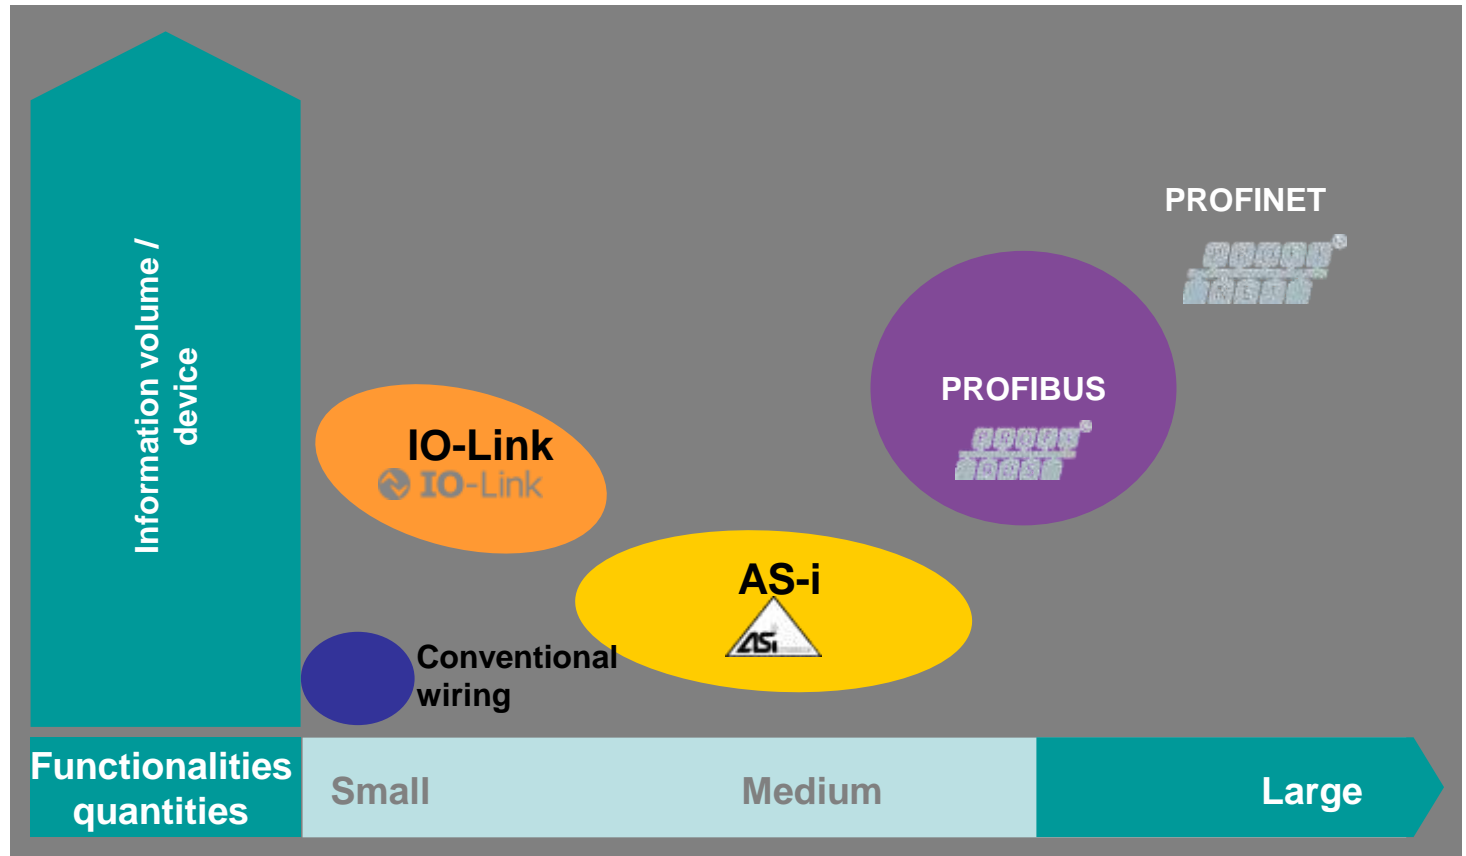 PROFINET
Information volume /
device
PROFIBUS
IO-Link
IO-Link
AS-i
ASi
Conventional
wiring
Functionalities
quantities
Small
Medium
Large